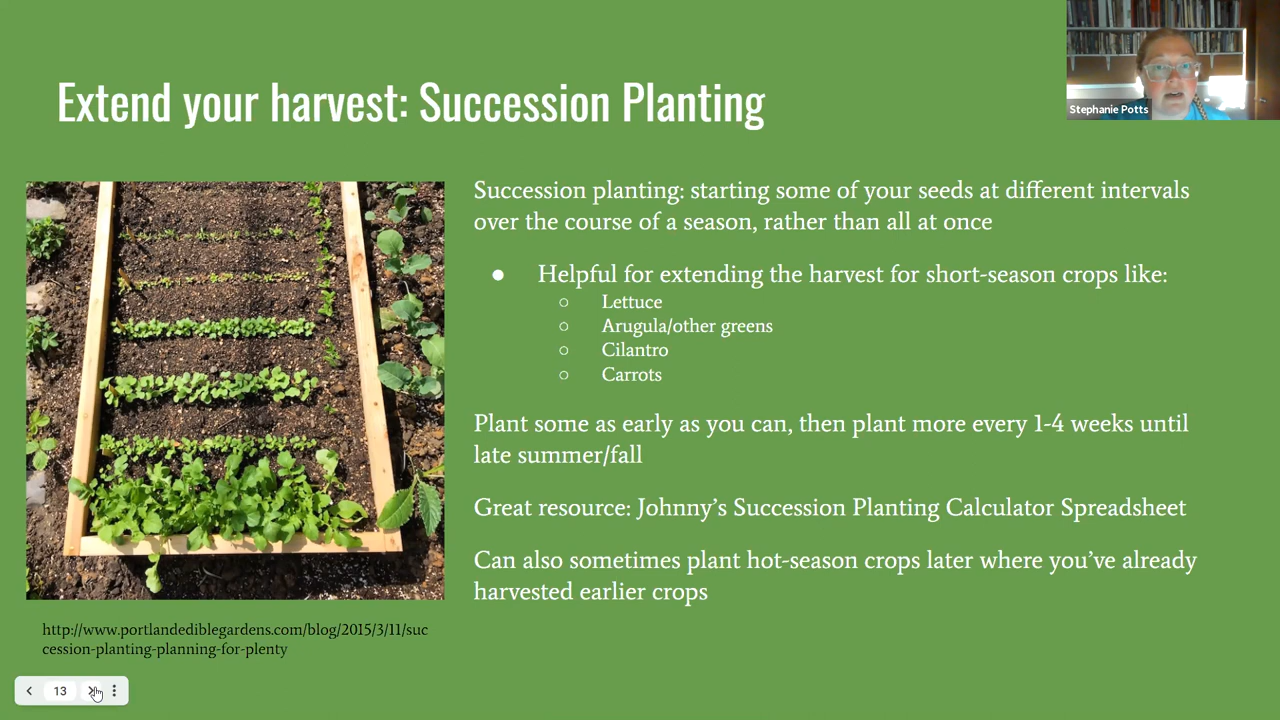 Extend your harvest: Succession Planting
Stephanie Potts
Succession planting: starting some of your seeds at different intervals
over the course of a season, rather than all at once
● Helpful for extending the harvest for short-season crops like:
○ Lettuce
○ Arugula/other greens
○ Cilantro
○ Carrots
Plant some as early as you can, then plant more every 1-4 weeks until
late summer/fall
Great resource: Johnny’s Succession Planting Calculator Spreadsheet
Can also sometimes plant hot-season crops later where you’ve already
harvested earlier crops
http://www.portlandediblegardens.com/blog/2015/3/11/suc
cession-planting-planning-for-plenty
13